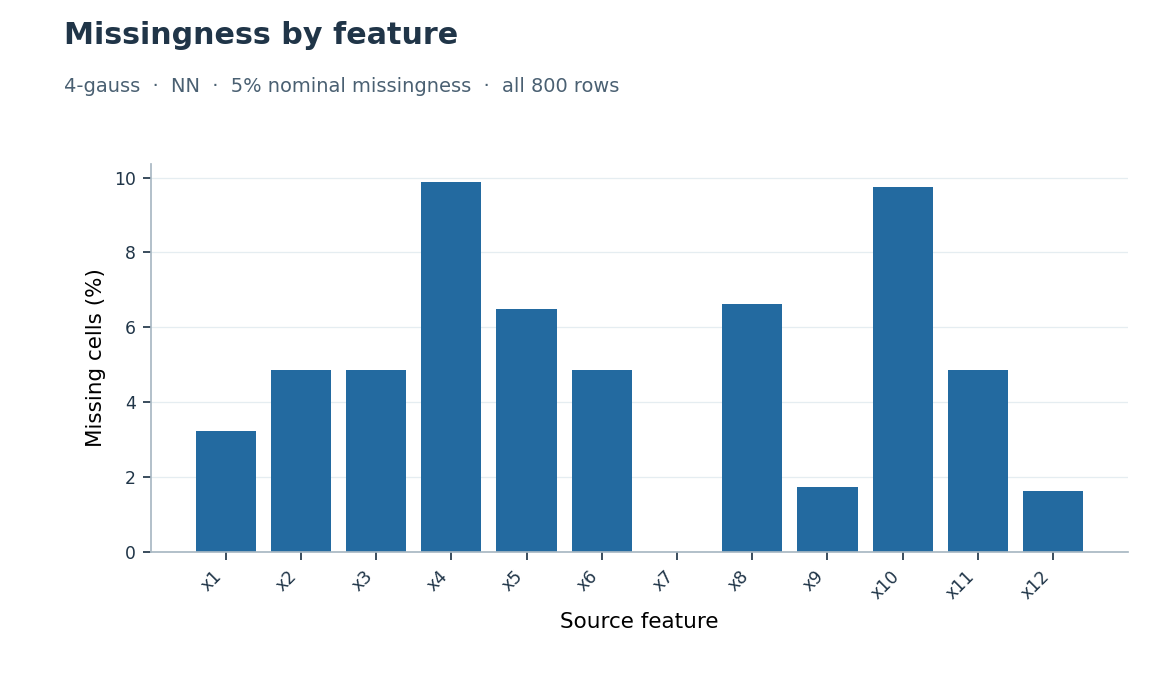 Missingness by feature
4-gauss · NN · 5% nominal missingness · all 800 rows
10
8
6
4
2
0
Missing cells (%)
x1 x2 x3 x4 x5 x6 x7 x8 x9 x10 x11 x12
Source feature